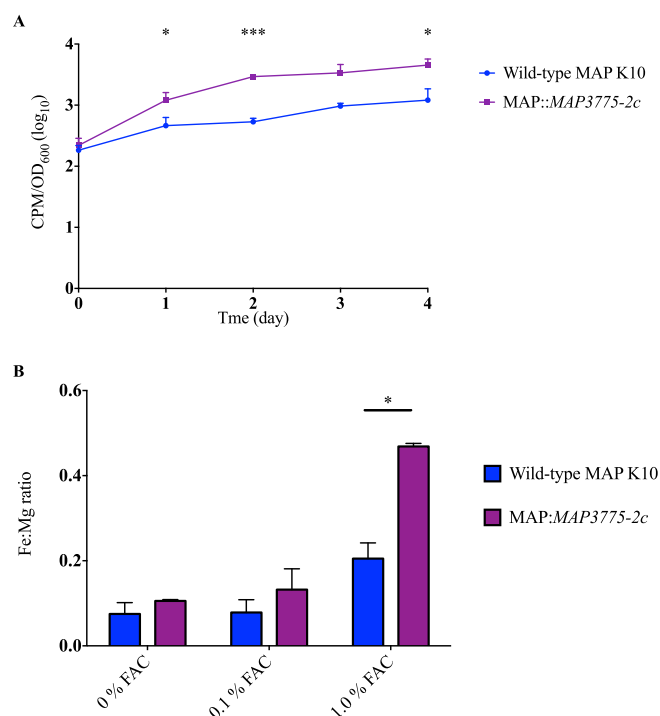 A
* *** *
4
3
2
1
0
CPM/OD600 (log10)
0 1 2 3 4
Tme (day)
Wild-type MAP K10
MAP::MAP3775-2c
B
*
0.6
0.4
0.2
0.0
Fe:Mg ratio
0 % FAC
0.1 % FAC
1.0 % FAC
Wild-type MAP K10
MAP:MAP3775-2c